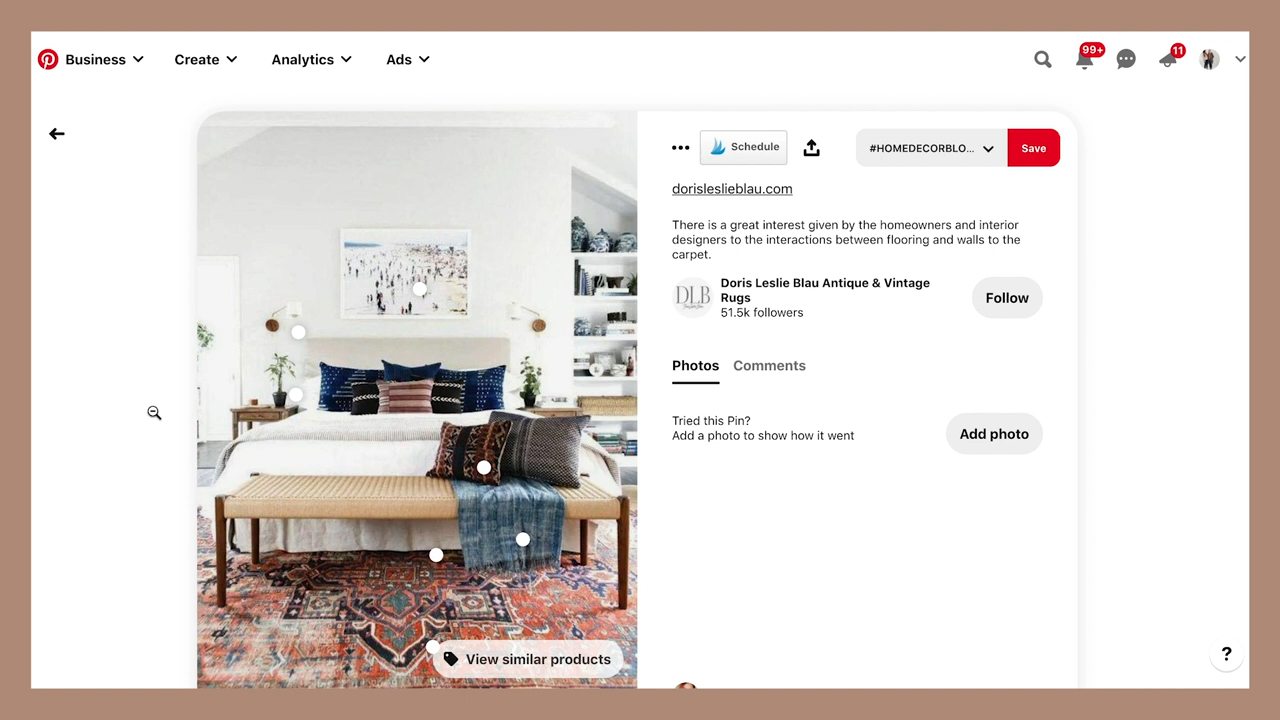 Business
Create
Analytics
Ads
99+
11
Schedule
#HOMEDECORBLO...
Save
dorisleslieblau.com
There is a great interest given by the homeowners and interior
designers to the interactions between flooring and walls to the
carpet.
DLB
Doris Leslie Blau Antique & Vintage
Rugs
51.5k followers
Follow
Photos
Comments
Tried this Pin?
Add a photo to show how it went
Add photo
View similar products
?